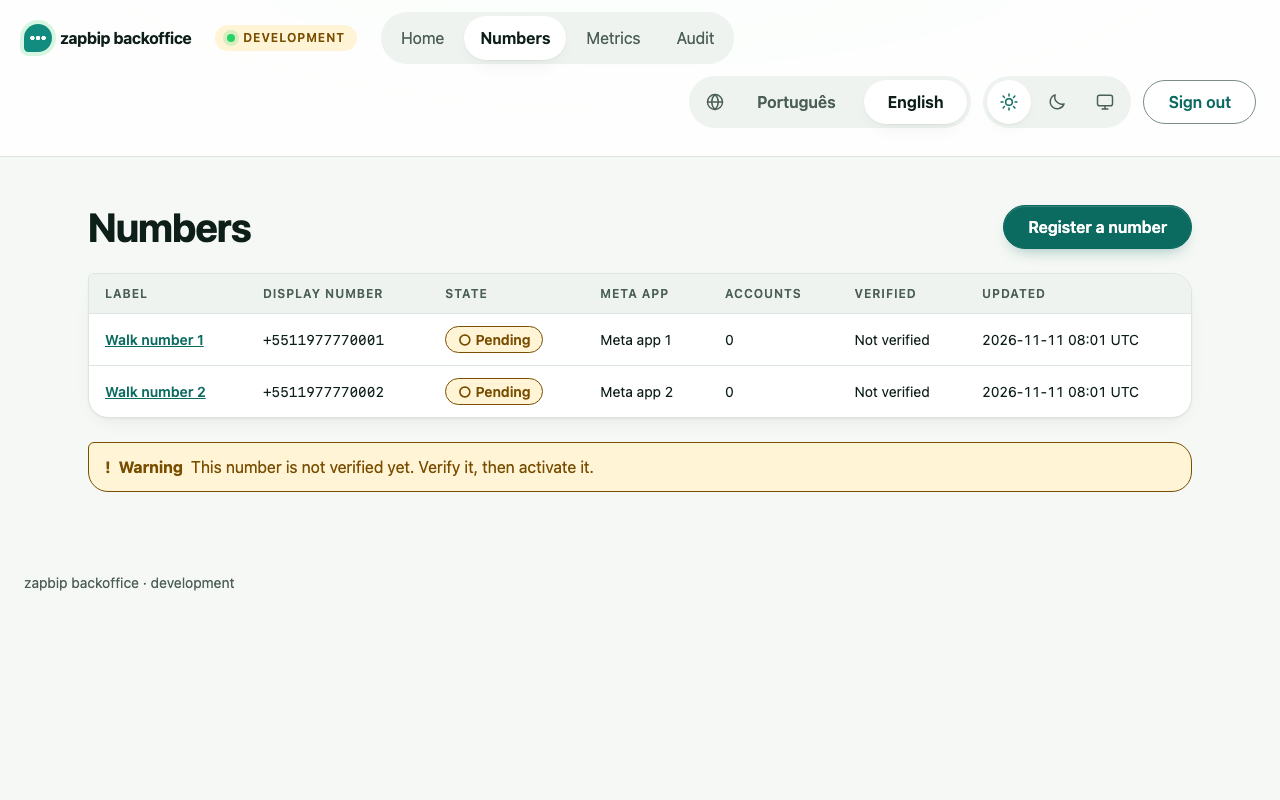 zapbip backoffice DEVELOPMENT Home Numbers Metrics Audit
Português English Sign out
Numbers Register a number
LABEL DISPLAY NUMBER STATE META APP ACCOUNTS VERIFIED UPDATED
Walk number 1 +5511977770001 Pending Meta app 1 0 Not verified 2026-11-11 08:01 UTC
Walk number 2 +5511977770002 Pending Meta app 2 0 Not verified 2026-11-11 08:01 UTC
! Warning This number is not verified yet. Verify it, then activate it.
zapbip backoffice · development